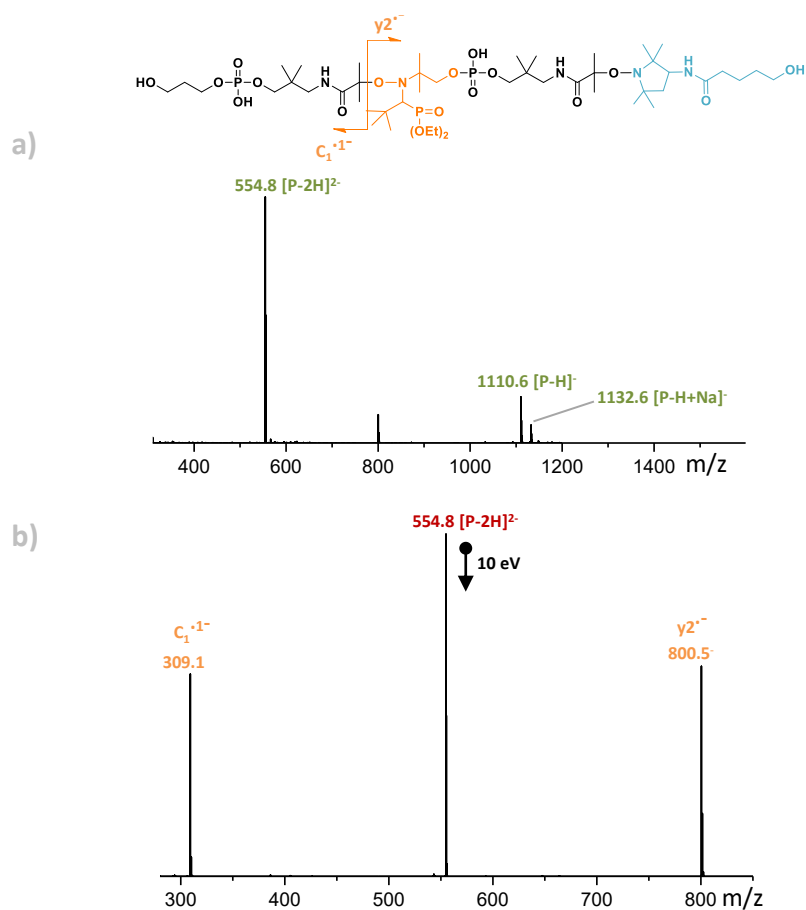 y2•−
HO
O
P
O
OH
O
H
N
O
O
N
P=O
(OEt)2
O
OH
P
O
O
H
N
O
O
N
NH
O
OH
C1•1−
a)
554.8 [P-2H]2-
1110.6 [P-H]-
1132.6 [P-H+Na]-
400 600 800 1000 1200 1400 m/z
b)
554.8 [P-2H]2-
10 eV
C1•1−
309.1
y2•−
800.5-
300 400 500 600 700 800 m/z